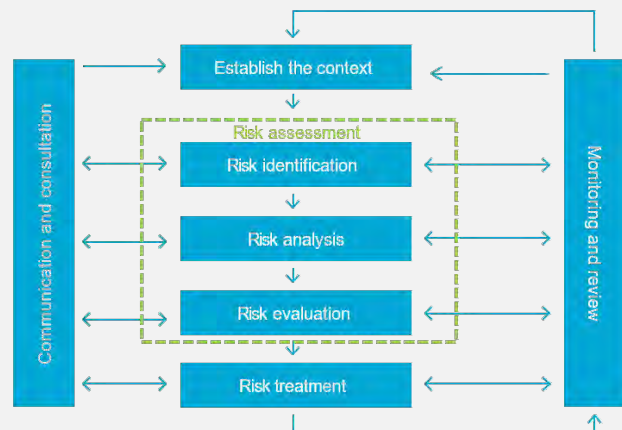 Establish the context
Risk assessment
Risk identification
Risk analysis
Risk evaluation
Risk treatment
Communication and consultation
Monitoring and review